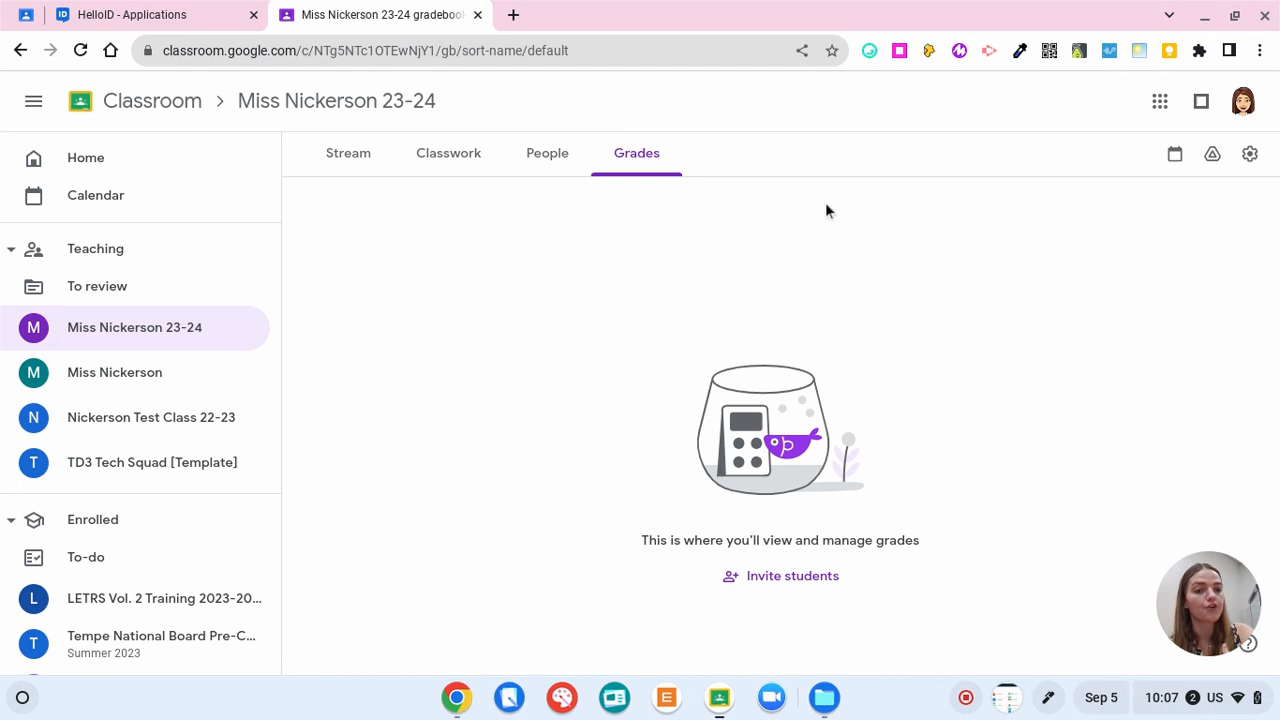 HelloID - Applications
Miss Nickerson 23-24 gradebook
classroom.google.com/c/NTg5NTc1OTEwNjY1/gb/sort-name/default
Classroom > Miss Nickerson 23-24
Home
Calendar
Teaching
To review
M Miss Nickerson 23-24
M Miss Nickerson
N Nickerson Test Class 22-23
T TD3 Tech Squad [Template]
Enrolled
To-do
L LETRS Vol. 2 Training 2023-20...
T Tempe National Board Pre-C...
Summer 2023
Stream Classwork People Grades
This is where you'll view and manage grades
Invite students
Sep 5
10:07 2 US